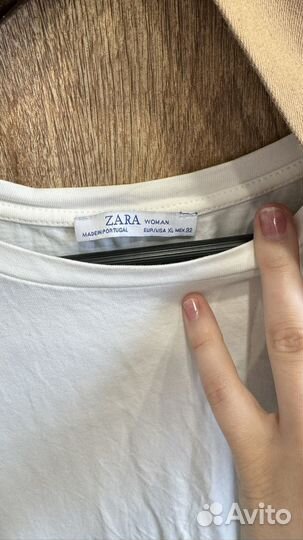 ZARA WOMAN
MADE IN PORTUGAL EUR/USA XL MEX 32
Avito